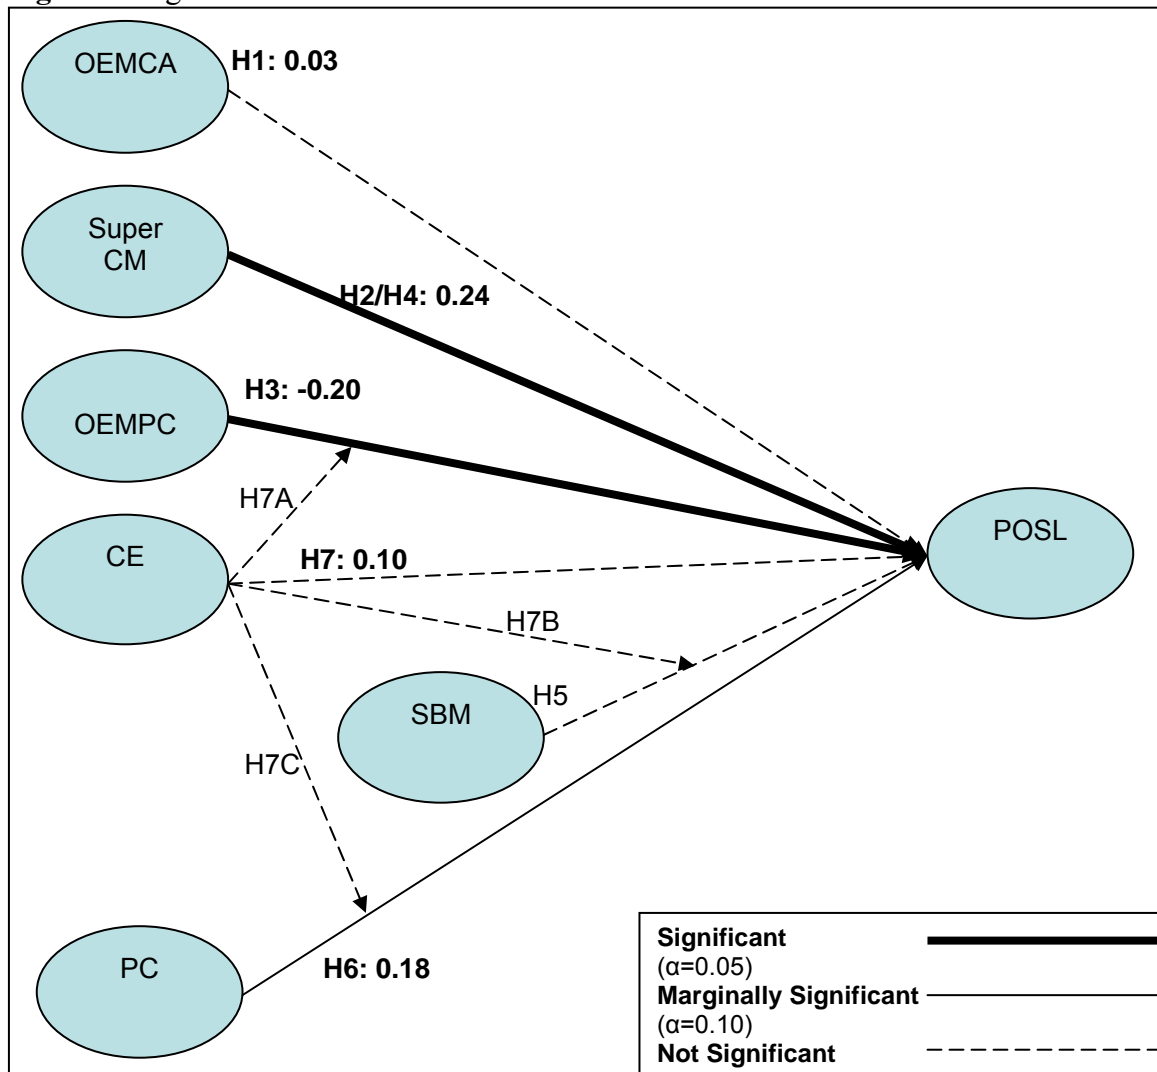 OEMCA
H1: 0.03
Super
CM
H2/H4: 0.24
H3: -0.20
OEMPC
H7A
CE
H7: 0.10
POSL
H7B
H5
SBM
H7C
PC
H6: 0.18
Significant
(α=0.05)
Marginally Significant
(α=0.10)
Not Significant